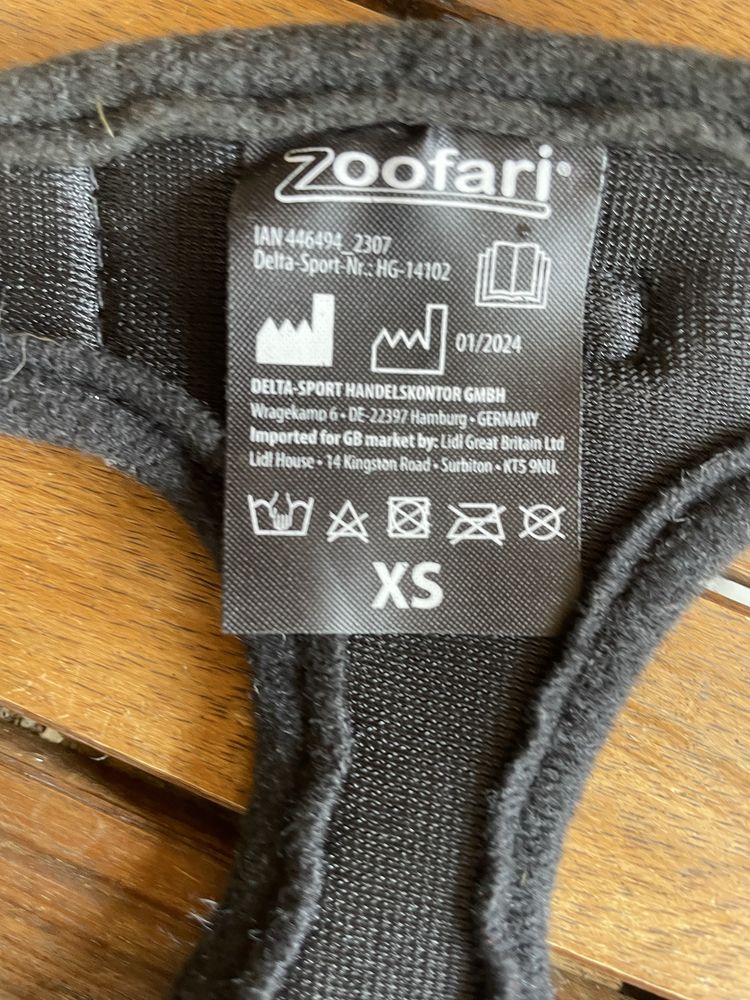 zoofari®
IAN 446494_2307
Delta-Sport-Nr.: HG-14102
01/2024
DELTA-SPORT HANDELSKONTOR GMBH
Wragekamp 6 • DE-22397 Hamburg • GERMANY
Imported for GB market by: Lidl Great Britain Ltd
Lidl House • 14 Kingston Road • Surbiton • KT5 9NU.
XS